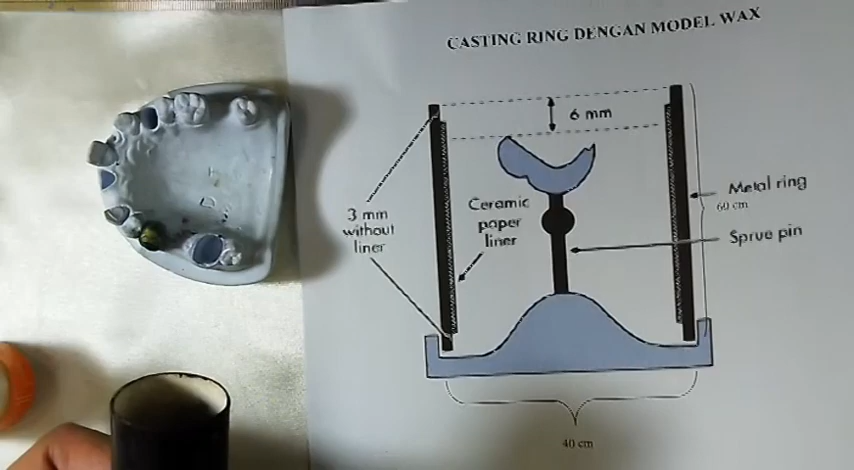 CASTING RING DENGAN MODEL WAX
6 mm
Metal ring
60 cm
Ceramic
paper
liner
3 mm
without
liner
Sprue pin
40 cm